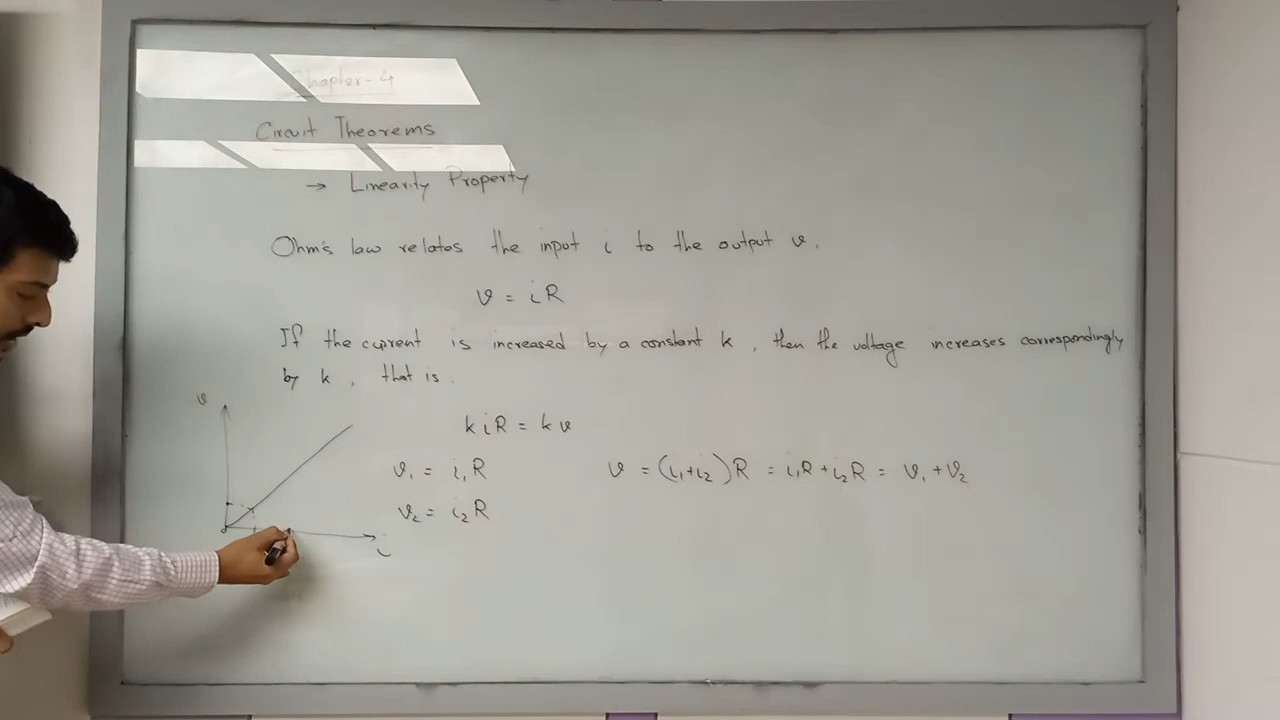 Chapter-4
Circuit Theorems
→ Linearity Property
Ohm's law relates the input i to the output v.
v = iR
If the current is increased by a constant k, then the voltage increases correspondingly
by k, that is.
v
k i R = k v
v₁ = i₁R
v = (i₁+i₂)R = i₁R + i₂R = v₁ + v₂
v₂ = i₂R
i